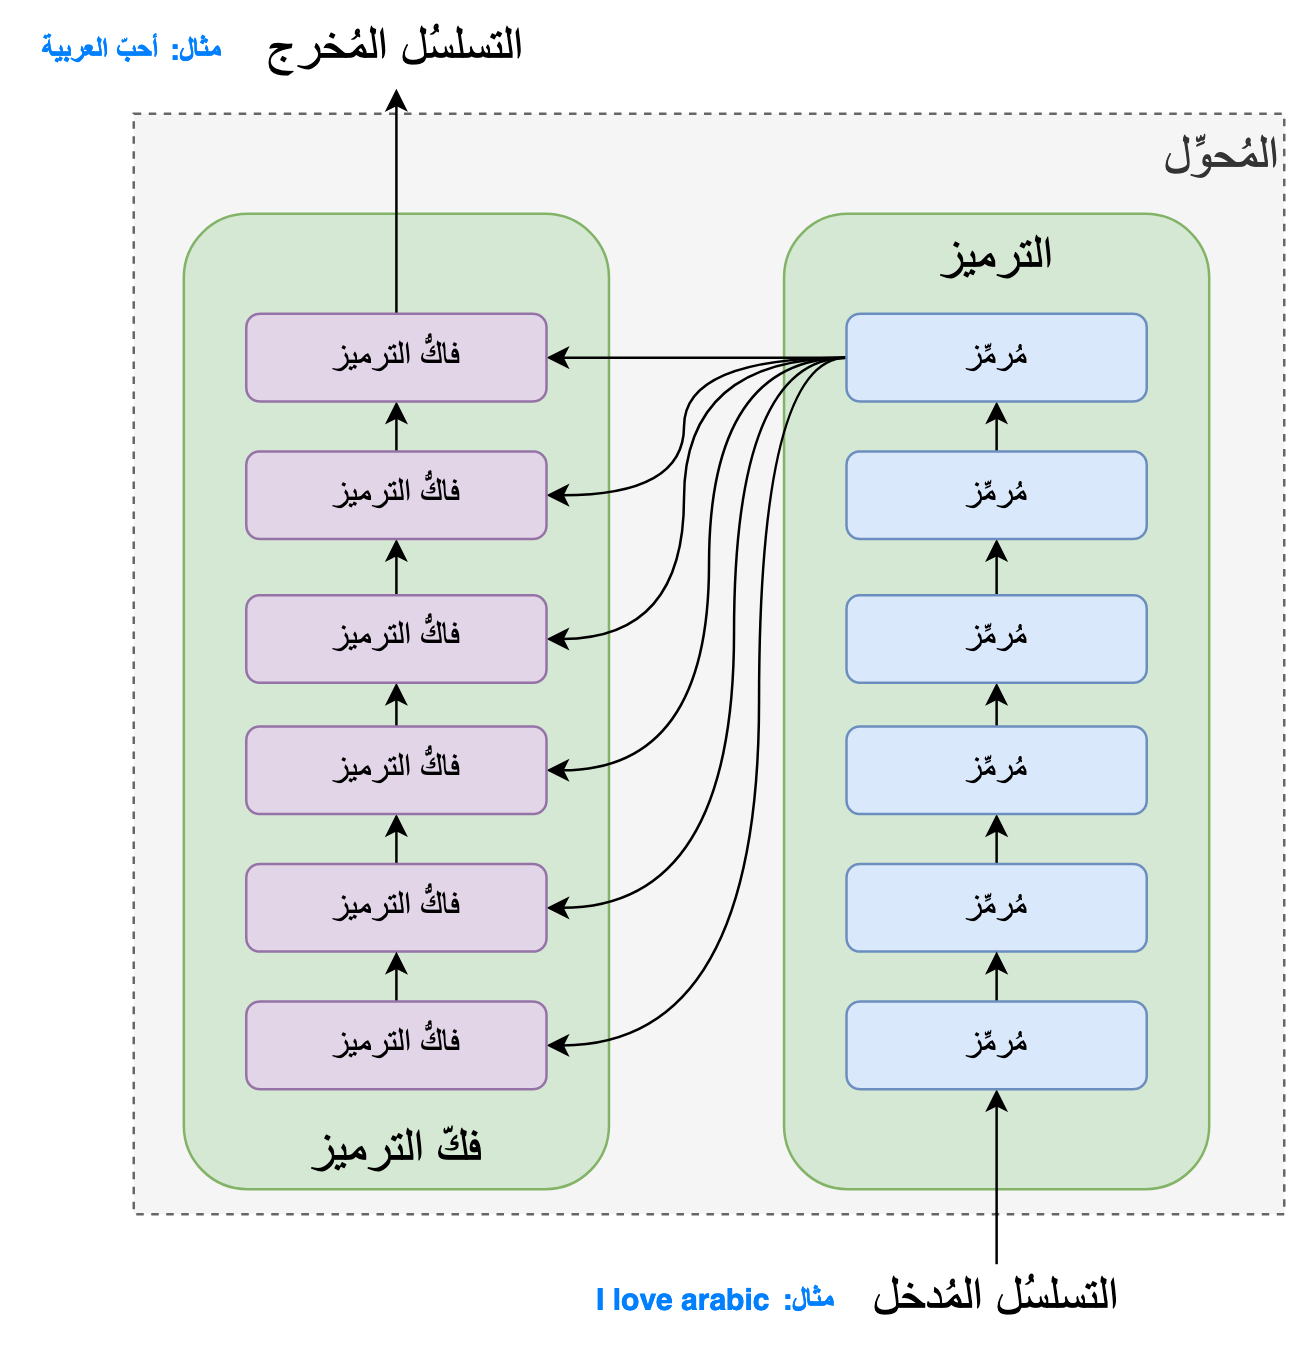 التسلسُل المُخرج مثال: أحبّ العربية
المُحوِّل
الترميز
مُرمِّز
مُرمِّز
مُرمِّز
مُرمِّز
مُرمِّز
مُرمِّز
فاكُّ الترميز
فاكُّ الترميز
فاكُّ الترميز
فاكُّ الترميز
فاكُّ الترميز
فاكُّ الترميز
فكّ الترميز
التسلسُل المُدخل مثال: I love arabic